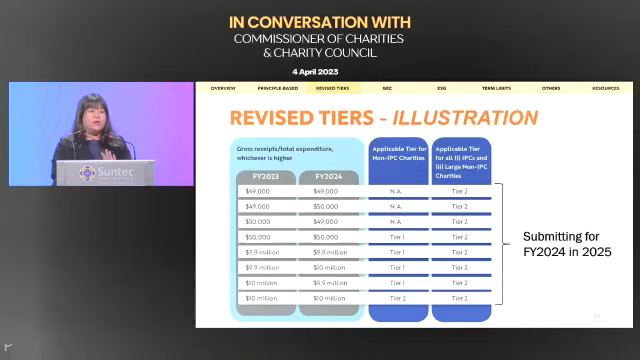 IN CONVERSATION WITH
COMMISSIONER OF CHARITIES
& CHARITY COUNCIL
4 April 2023
OVERVIEW PRINCIPLE-BASED REVISED TIERS GEC ESG TERM LIMITS OTHERS RESOURCES
REVISED TIERS - ILLUSTRATION
Gross receipts/total expenditure,
whichever is higher
Applicable Tier for
Non-IPC Charities
Applicable Tier
for all (i) IPCs and
(ii) Large Non-IPC
Charities
FY2023 FY2024
$49,000 $49,000 N.A. Tier 2
$49,000 $50,000 N.A. Tier 2
$50,000 $49,000 N.A. Tier 2
$50,000 $50,000 Tier 1 Tier 2
$9.9 million $9.9 million Tier 1 Tier 2
$9.9 million $10 million Tier 1 Tier 2
$10 million $9.9 million Tier 1 Tier 2
$10 million $10 million Tier 2 Tier 2
Submitting for
FY2024 in 2025
Suntec